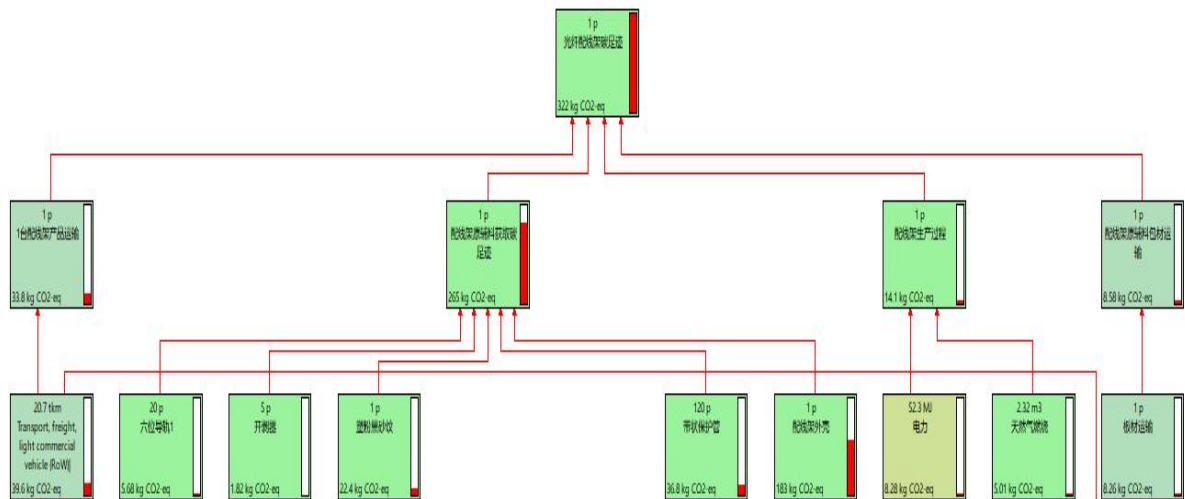 1 p
光纤配线架碳足迹
322 kg CO2-eq
1 p
1台配线架产品运输
33.8 kg CO2-eq
1 p
配线架原辅料获取碳
足迹
265 kg CO2-eq
1 p
配线架生产过程
14.1 kg CO2-eq
1 p
配线架原辅料包材运
输
8.58 kg CO2-eq
20.7 tkm
Transport, freight,
light commercial
vehicle {RoW}|
39.6 kg CO2-eq
20 p
六位导轨1
5.68 kg CO2-eq
5 p
开剥器
1.82 kg CO2-eq
1 p
塑粉黑砂纹
22.4 kg CO2-eq
120 p
带状保护管
36.8 kg CO2-eq
1 p
配线架外壳
183 kg CO2-eq
52.3 MJ
电力
8.28 kg CO2-eq
2.32 m3
天然气燃烧
5.01 kg CO2-eq
1 p
板材运输
8.26 kg CO2-eq